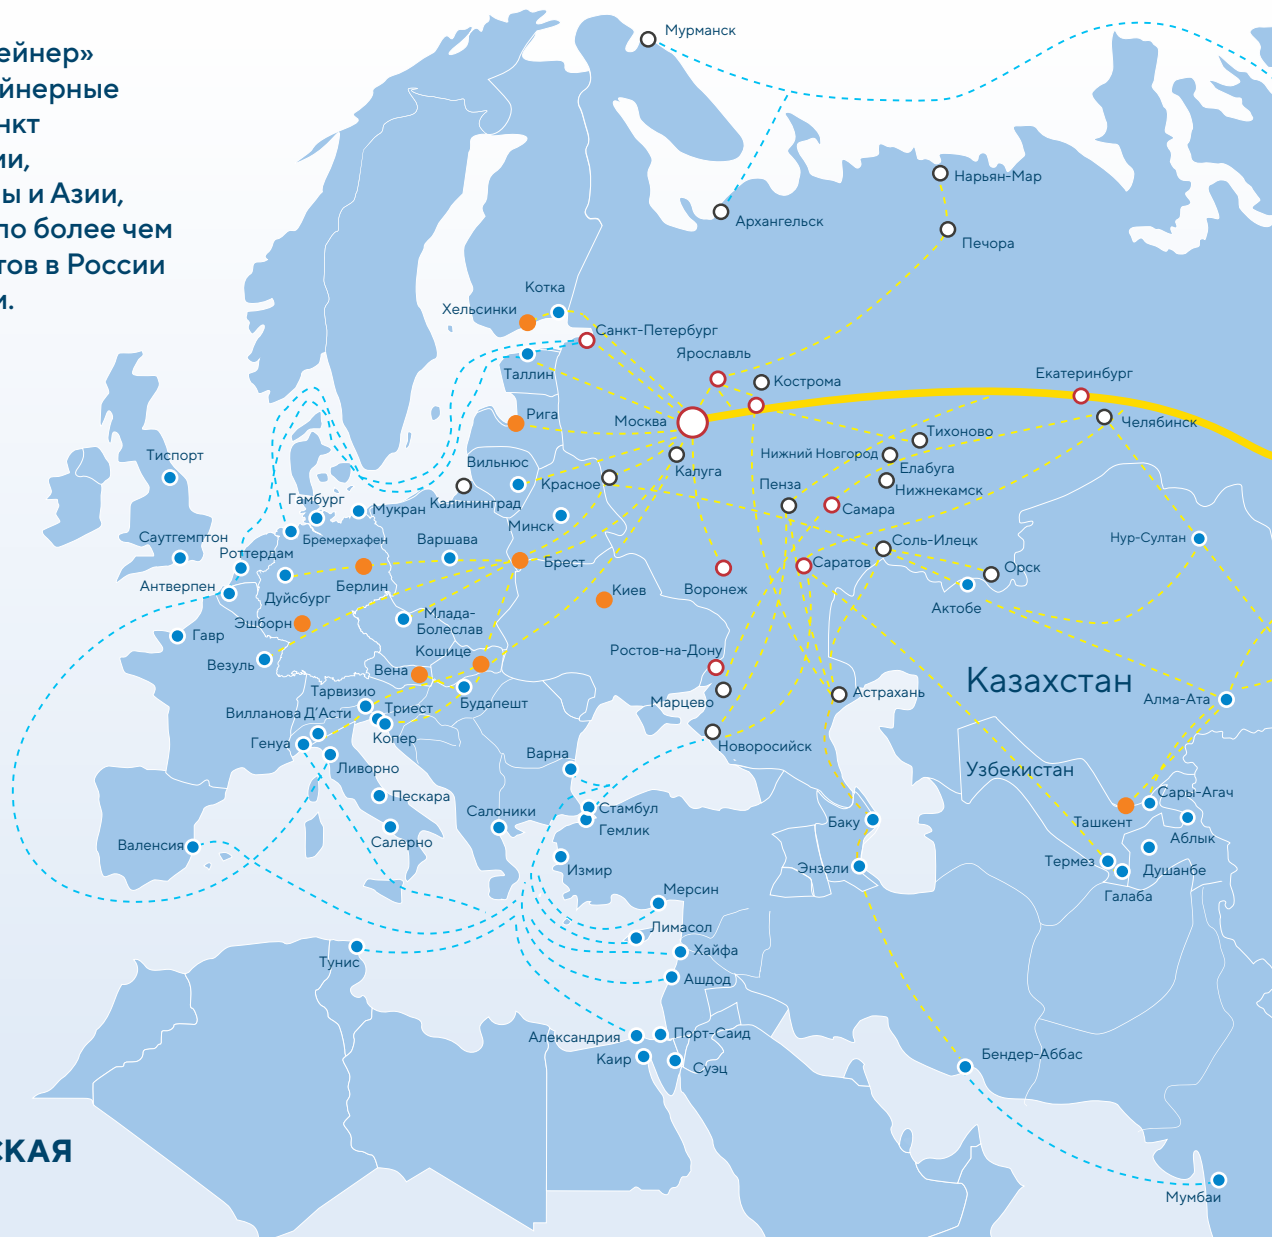 ейнер»
йнерные
нкт
ии,
ы и Азии,
по более чем
тов в России
и.
Мурманск
Нарьян-Мар
Архангельск
Печора
Котка
Хельсинки
Санкт-Петербург
Ярославль
Таллин
Кострома
Екатеринбург
Рига
Москва
Челябинск
Тихоново
Нижний Новгород
Тиспорт
Вильнюс
Красное
Калуга
Елабуга
Пенза
Нижнекамск
Гамбург
Мукран
Калининград
Самара
Минск
Саутгемптон
Бремерхафен
Варшава
Соль-Илецк
Нур-Султан
Роттердам
Брест
Саратов
Орск
Антверпен
Берлин
Воронеж
Дуйсбург
Киев
Актобе
Эшборн
Млада-
Болеслав
Гавр
Кошице
Ростов-на-Дону
Везуль
Вена
Казахстан
Тарвизио
Астрахань
Алма-Ата
Вилланова Д’Асти
Триест
Будапешт
Марцево
Генуа
Копер
Новоросийск
Варна
Ливорно
Узбекистан
Пескара
Сары-Агач
Салоники
Стамбул
Баку
Ташкент
Гемлик
Валенсия
Салерно
Аблык
Измир
Энзели
Термез
Душанбе
Мерсин
Галаба
Лимасол
Тунис
Хайфа
Ашдод
Александрия
Порт-Саид
Каир
Суэц
Бендер-Аббас
СКАЯ
Мумбаи